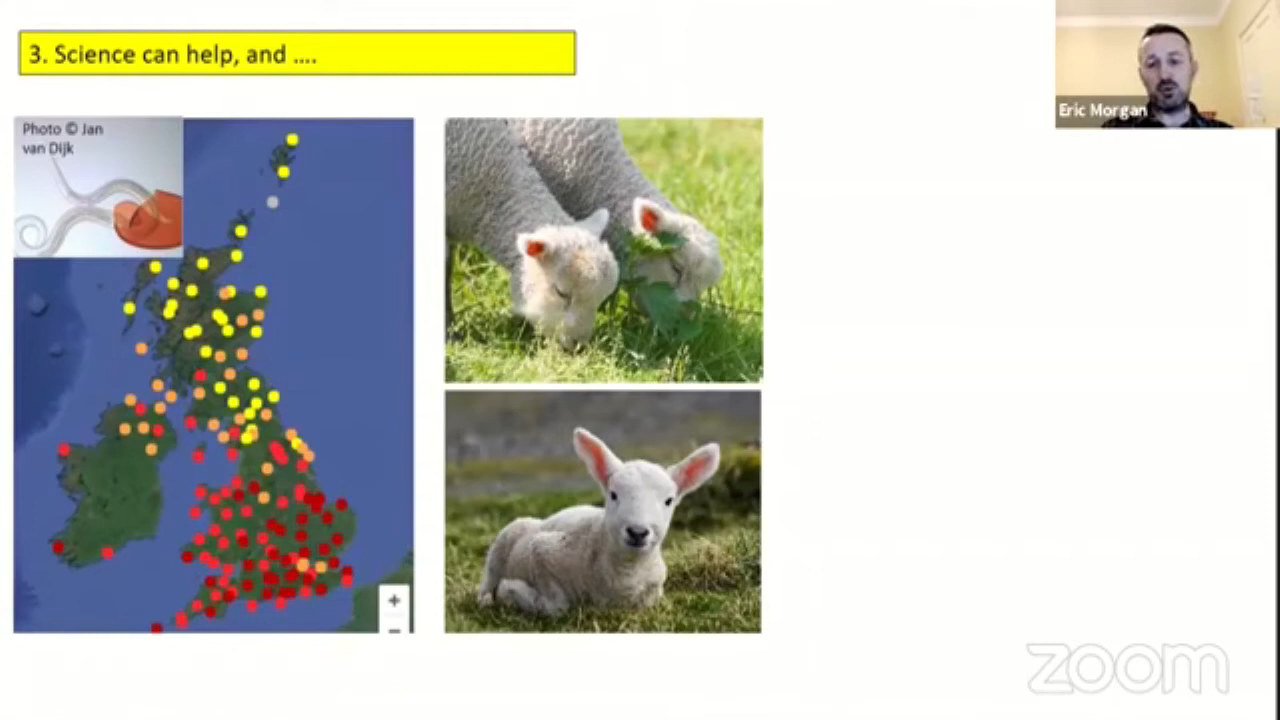 3. Science can help, and ....
Eric Morgan
Photo © Jan
van Dijk
+
zoom